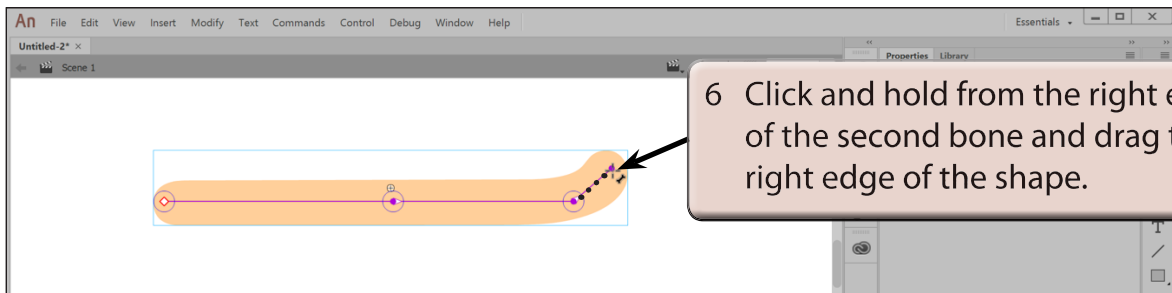 An File Edit View Insert Modify Text Commands Control Debug Window Help Essentials
Untitled-2* ×
Scene 1
Properties Library
6 Click and hold from the right
of the second bone and drag
right edge of the shape.